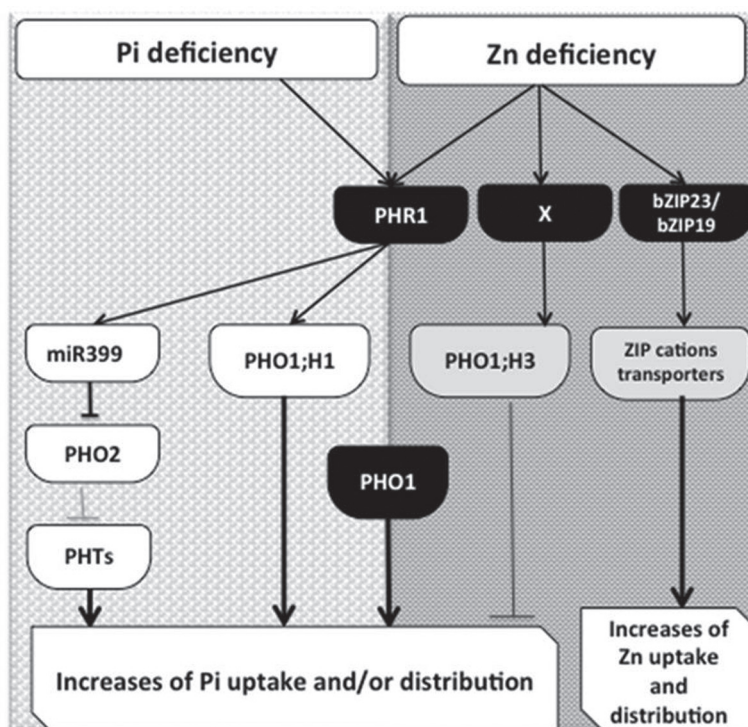 Pi deficiency
Zn deficiency
PHR1
X
bZIP23/
bZIP19
miR399
PHO1;H1
PHO1;H3
ZIP cations
transporters
PHO2
PHO1
PHTs
Increases of Pi uptake and/or distribution
Increases of
Zn uptake
and
distribution